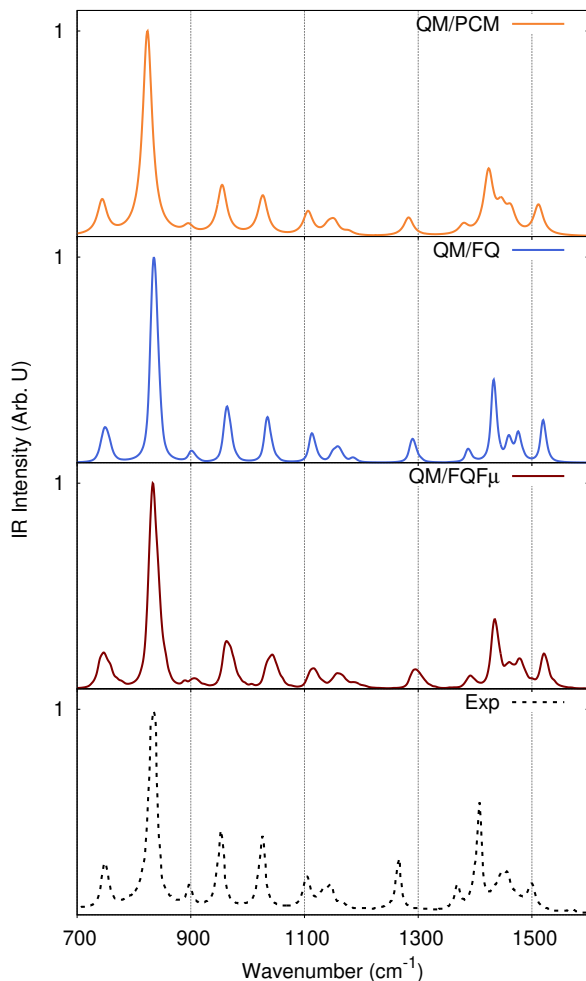 QM/PCM
1
QM/FQ
1
QM/FQFμ
1
Exp
1
IR Intensity (Arb. U)
700 900 1100 1300 1500
Wavenumber (cm⁻¹)